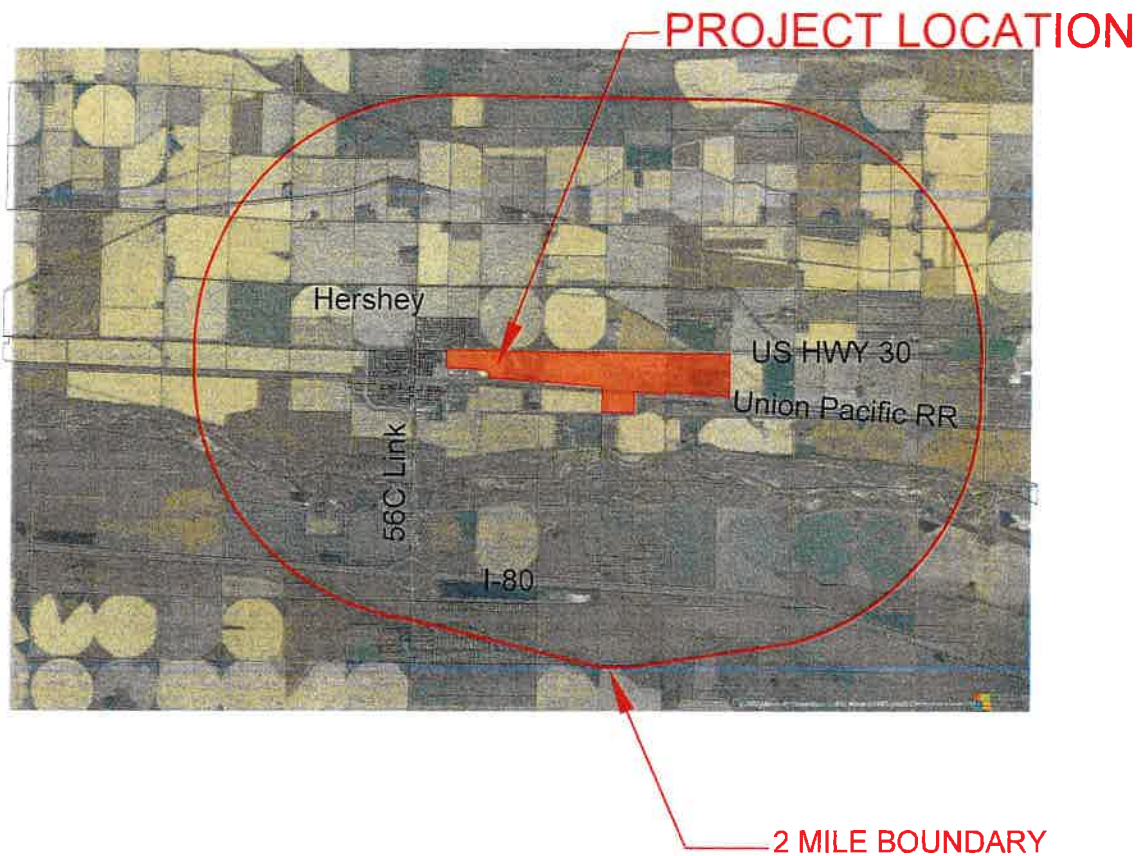 PROJECT LOCATION
Hershey
US HWY 30
Union Pacific RR
56C Link
I-80
2 MILE BOUNDARY